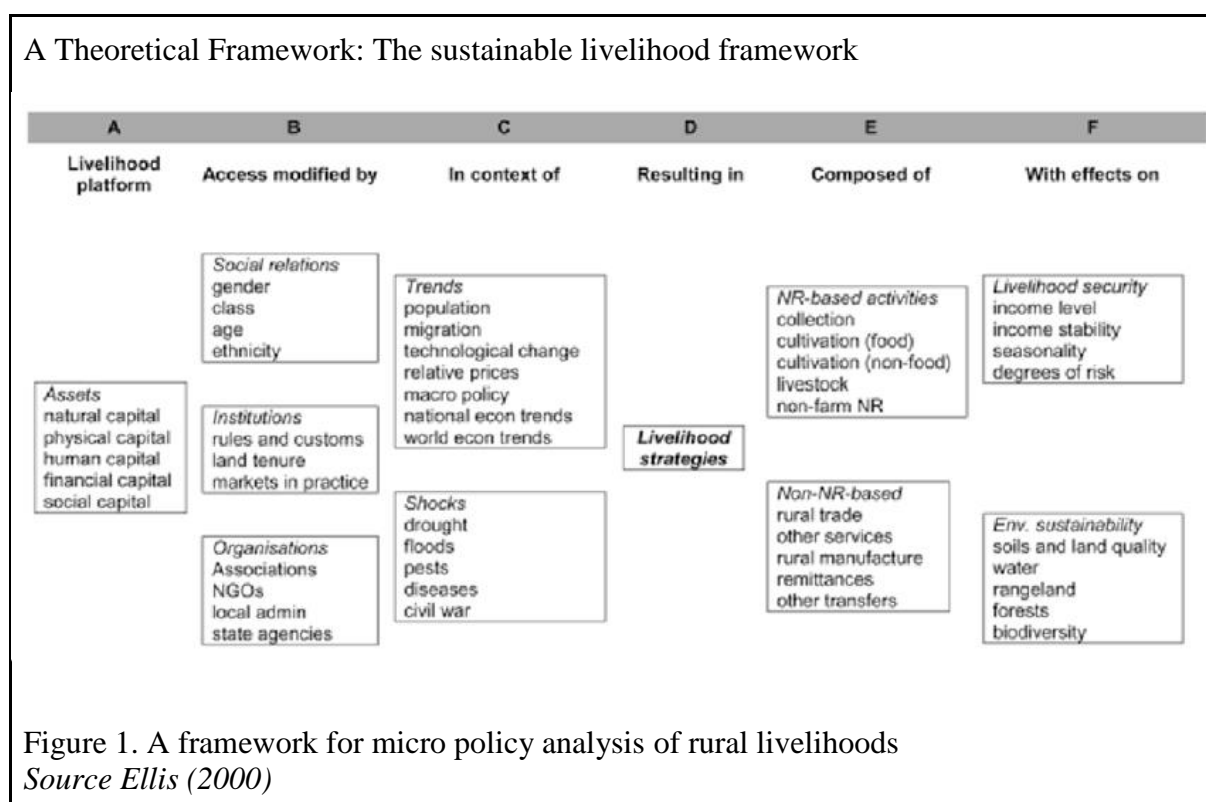 A Theoretical Framework: The sustainable livelihood framework
A
B
C
D
E
F
Livelihood
platform
Access modified by
In context of
Resulting in
Composed of
With effects on
Assets
natural capital
physical capital
human capital
financial capital
social capital
Social relations
gender
class
age
ethnicity
Institutions
rules and customs
land tenure
markets in practice
Organisations
Associations
NGOs
local admin
state agencies
Trends
population
migration
technological change
relative prices
macro policy
national econ trends
world econ trends
Shocks
drought
floods
pests
diseases
civil war
Livelihood
strategies
NR-based activities
collection
cultivation (food)
cultivation (non-food)
livestock
non-farm NR
Non-NR-based
rural trade
other services
rural manufacture
remittances
other transfers
Livelihood security
income level
income stability
seasonality
degrees of risk
Env. sustainability
soils and land quality
water
rangeland
forests
biodiversity
Figure 1. A framework for micro policy analysis of rural livelihoods
Source Ellis (2000)